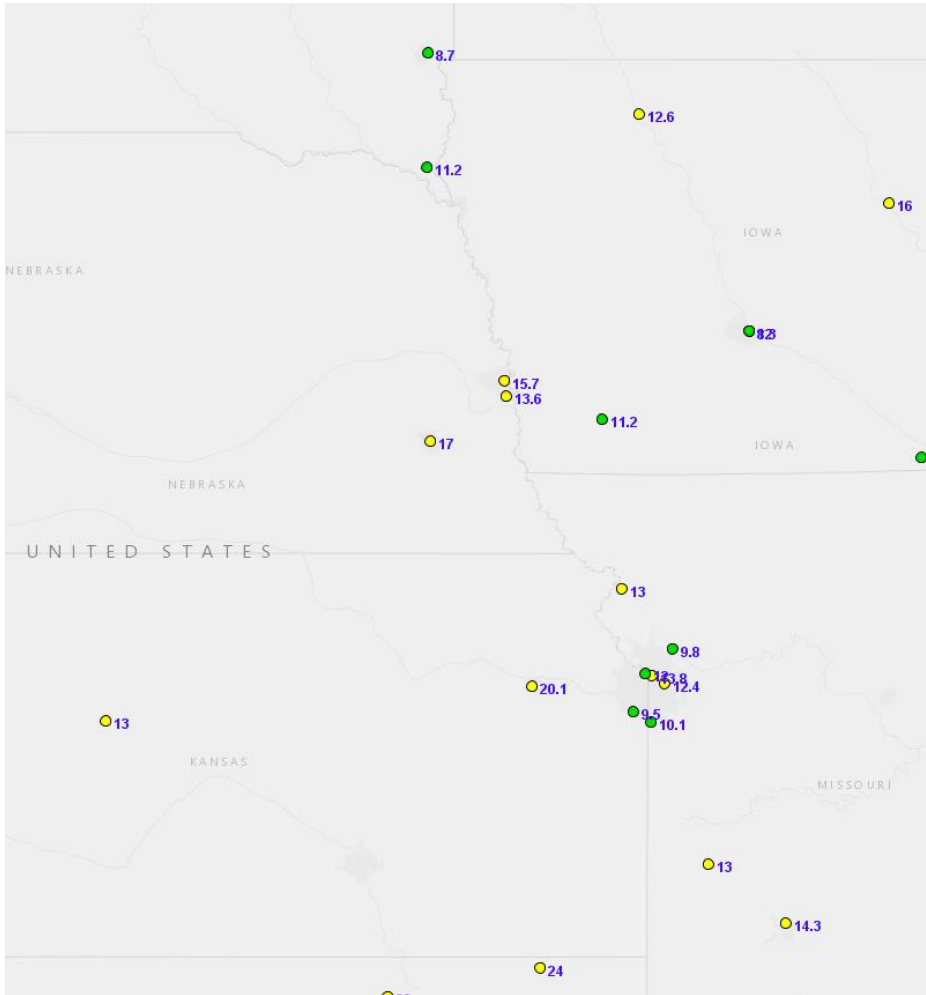 8.7
12.6
11.2
16
IOWA
NEBRASKA
15.7
13.6
11.2
17
IOWA
NEBRASKA
UNITED STATES
13
9.8
12.4
20.1
9.5
13
10.1
KANSAS
MISSOURI
13
14.3
24